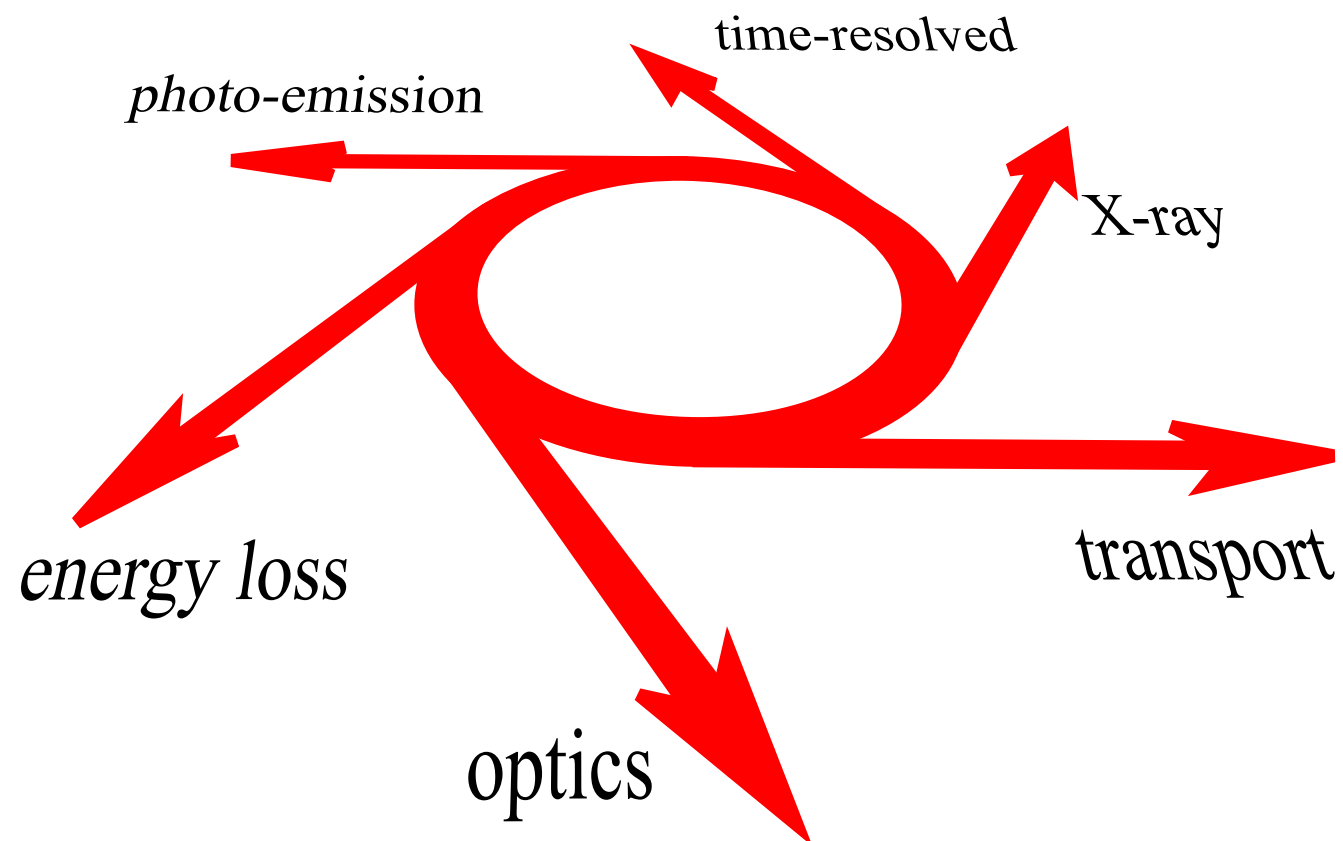 time-resolved
photo-emission
X-ray
transport
energy loss
optics